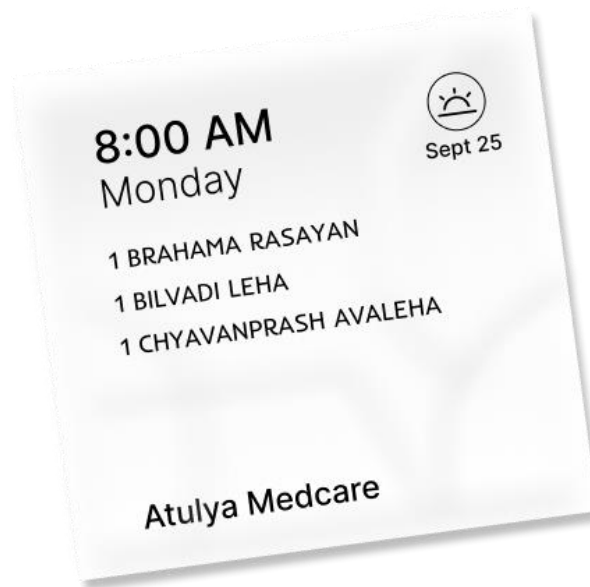 8:00 AM
Monday
Sept 25
1 BRAHAMA RASAYAN
1 BILVADI LEHA
1 CHYAVANPRASH AVALEHA
Atulya Medcare